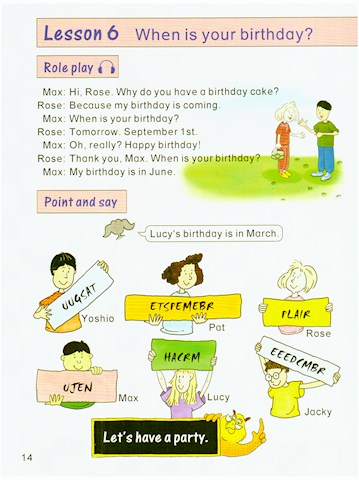 Lesson 6 When is your birthday?
Role play
Max: Hi, Rose. Why do you have a birthday cake?
Rose: Because my birthday is coming.
Max: When is your birthday?
Rose: Tomorrow. September 1st.
Max: Oh, really? Happy birthday!
Rose: Thank you, Max. When is your birthday?
Max: My birthday is in June.
Point and say
Lucy's birthday is in March.
UUGSAT
Yoshio
ETSPEMEBR
Pat
PLAIR
Rose
UJEN
Max
HACRM
Lucy
EEEDCMBR
Jacky
Let's have a party.
14